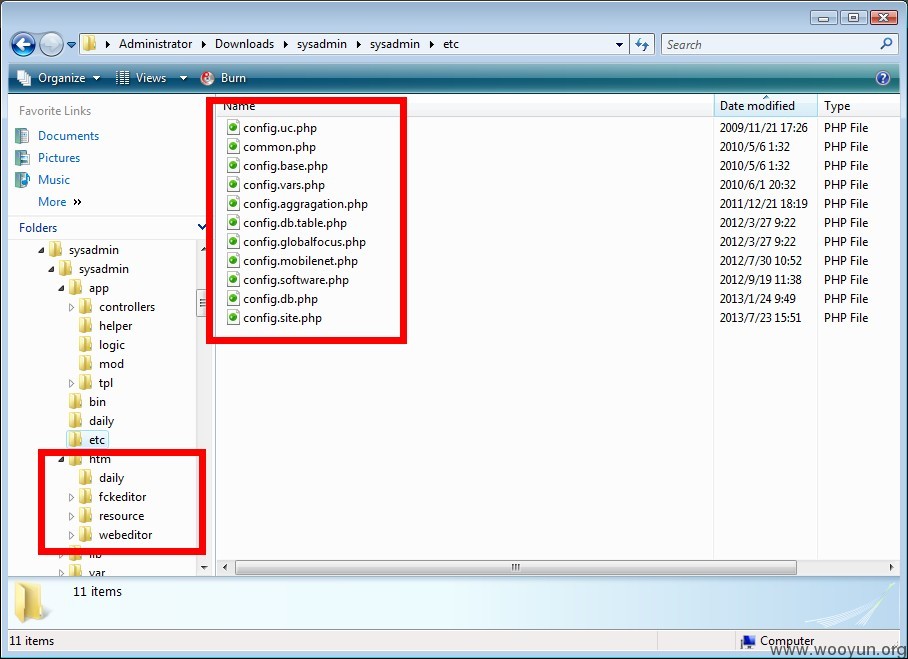 Administrator Downloads sysadmin sysadmin etc
Search
Organize Views Burn
Favorite Links
Documents
Pictures
Music
More »
Folders
sysadmin
sysadmin
app
controllers
helper
logic
mod
tpl
bin
daily
etc
htm
daily
fckeditor
resource
webeditor
lib
var
Name Date modified Type
config.uc.php 2009/11/21 17:26 PHP File
common.php 2010/5/6 1:32 PHP File
config.base.php 2010/5/6 1:32 PHP File
config.vars.php 2010/6/1 20:32 PHP File
config.aggragation.php 2011/12/21 18:19 PHP File
config.db.table.php 2012/3/27 9:22 PHP File
config.globalfocus.php 2012/3/27 9:22 PHP File
config.mobilenet.php 2012/7/30 10:52 PHP File
config.software.php 2012/9/19 11:38 PHP File
config.db.php 2013/1/24 9:49 PHP File
config.site.php 2013/7/23 15:51 PHP File
11 items
11 items
Computer
www.wooyun.org